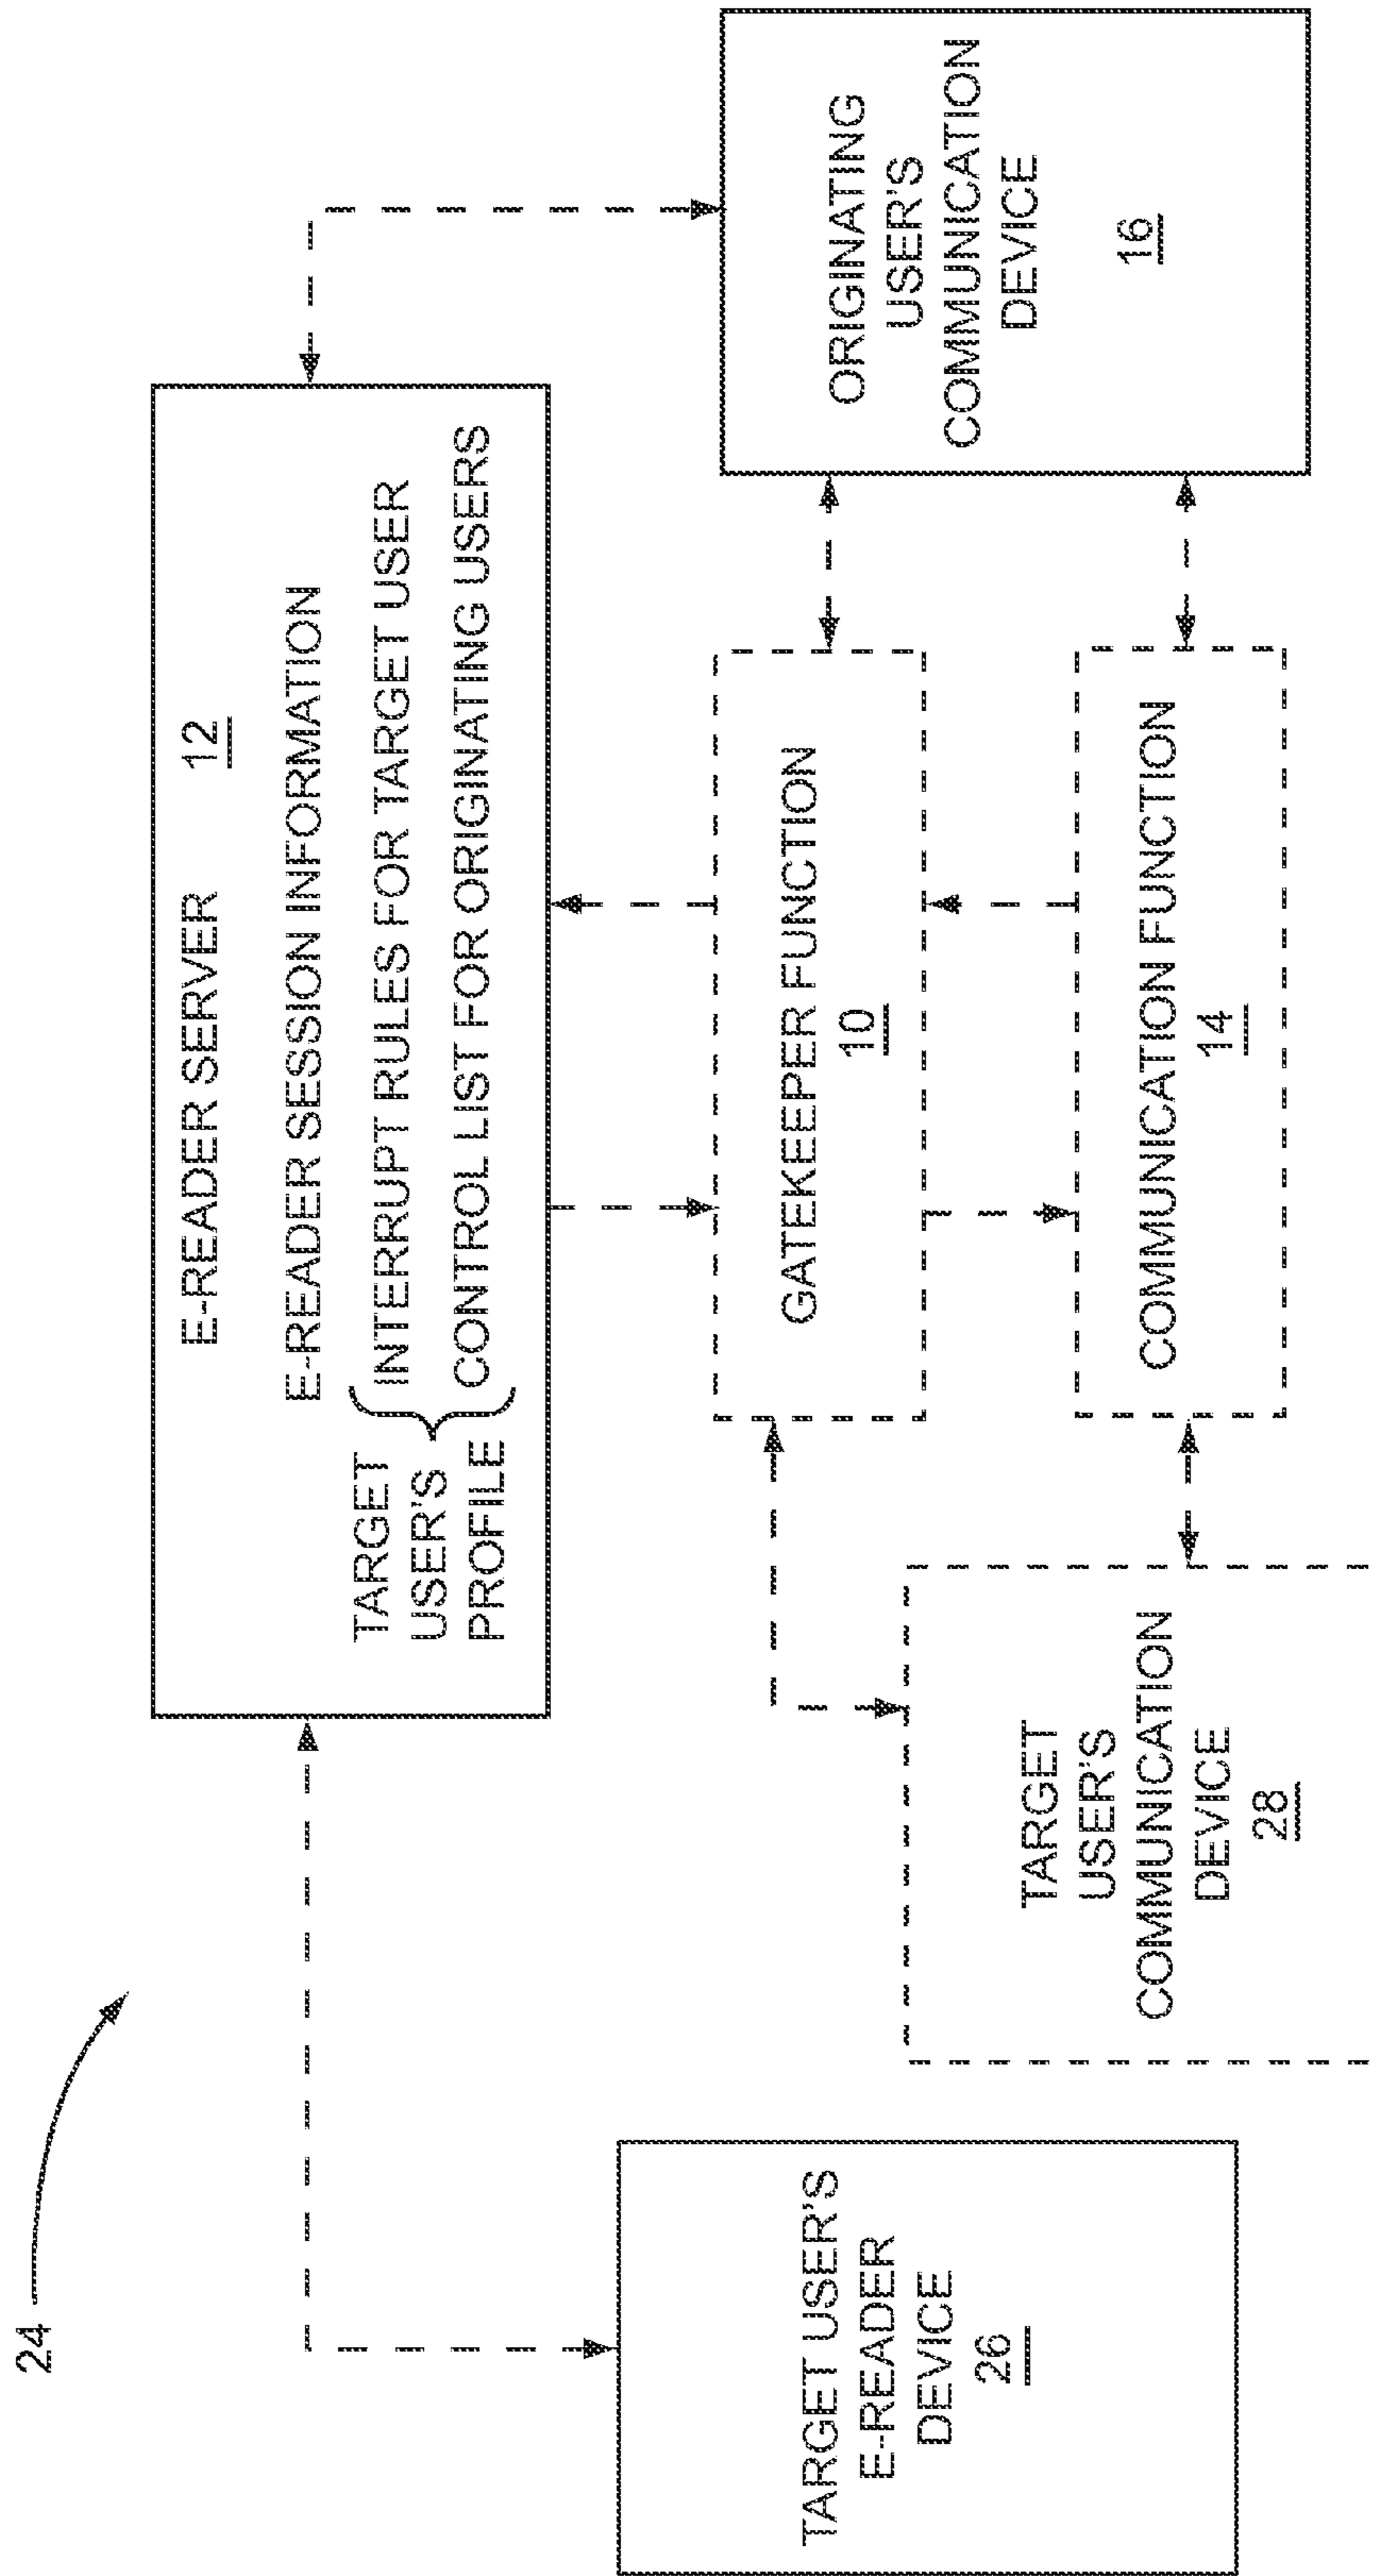 24
E-READER SERVER 12
E-READER SESSION INFORMATION
INTERRUPT RULES FOR TARGET USER
CONTROL LIST FOR ORIGINATING USERS
TARGET
USER'S
PROFILE
TARGET USER'S
E-READER
DEVICE
26
TARGET
USER'S
COMMUNICATION
DEVICE
28
GATEKEEPER FUNCTION
10
COMMUNICATION FUNCTION
14
ORIGINATING
USER'S
COMMUNICATION
DEVICE
16